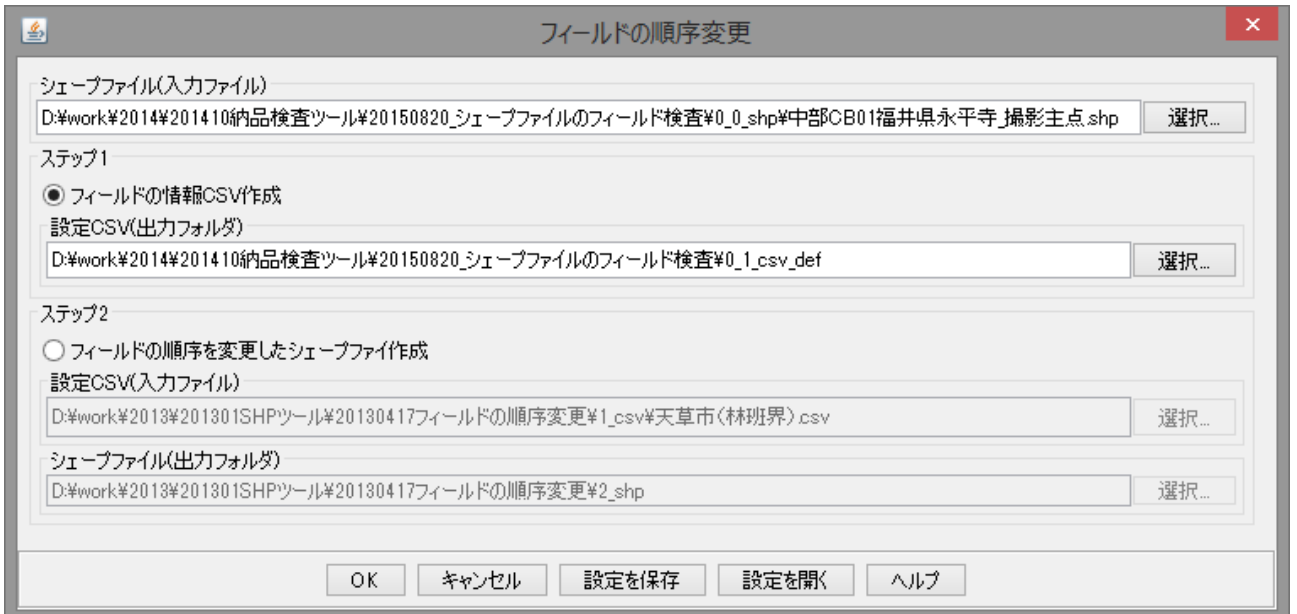 フィールドの順序変更
シェープファイル(入力ファイル)
D:¥work¥2014¥201410納品検査ツール¥20150820_シェープファイルのフィールド検査¥0_0_shp¥中部CB01福井県永平寺_撮影主点.shp 選択...
ステップ1
フィールドの情報CSV作成
設定CSV(出力フォルダ)
D:¥work¥2014¥201410納品検査ツール¥20150820_シェープファイルのフィールド検査¥0_1_csv_def 選択...
ステップ2
フィールドの順序を変更したシェープファイ作成
設定CSV(入力ファイル)
D:¥work¥2013¥201301SHPツール¥20130417フィールドの順序変更¥1_csv¥天草市(林班界).csv 選択...
シェープファイル(出力フォルダ)
D:¥work¥2013¥201301SHPツール¥20130417フィールドの順序変更¥2_shp 選択...
OK キャンセル 設定を保存 設定を開く ヘルプ